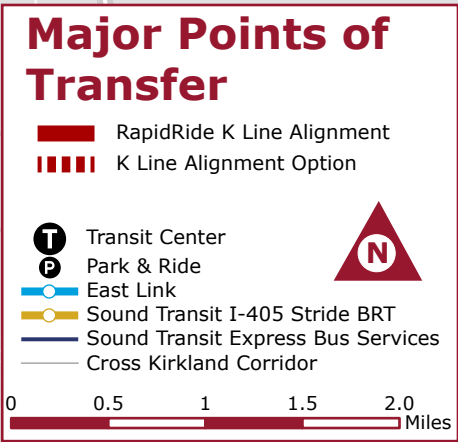 Major Points of
Transfer
RapidRide K Line Alignment
K Line Alignment Option
T Transit Center
P Park & Ride
N
East Link
Sound Transit I-405 Stride BRT
Sound Transit Express Bus Services
Cross Kirkland Corridor
0 0.5 1 1.5 2.0
Miles